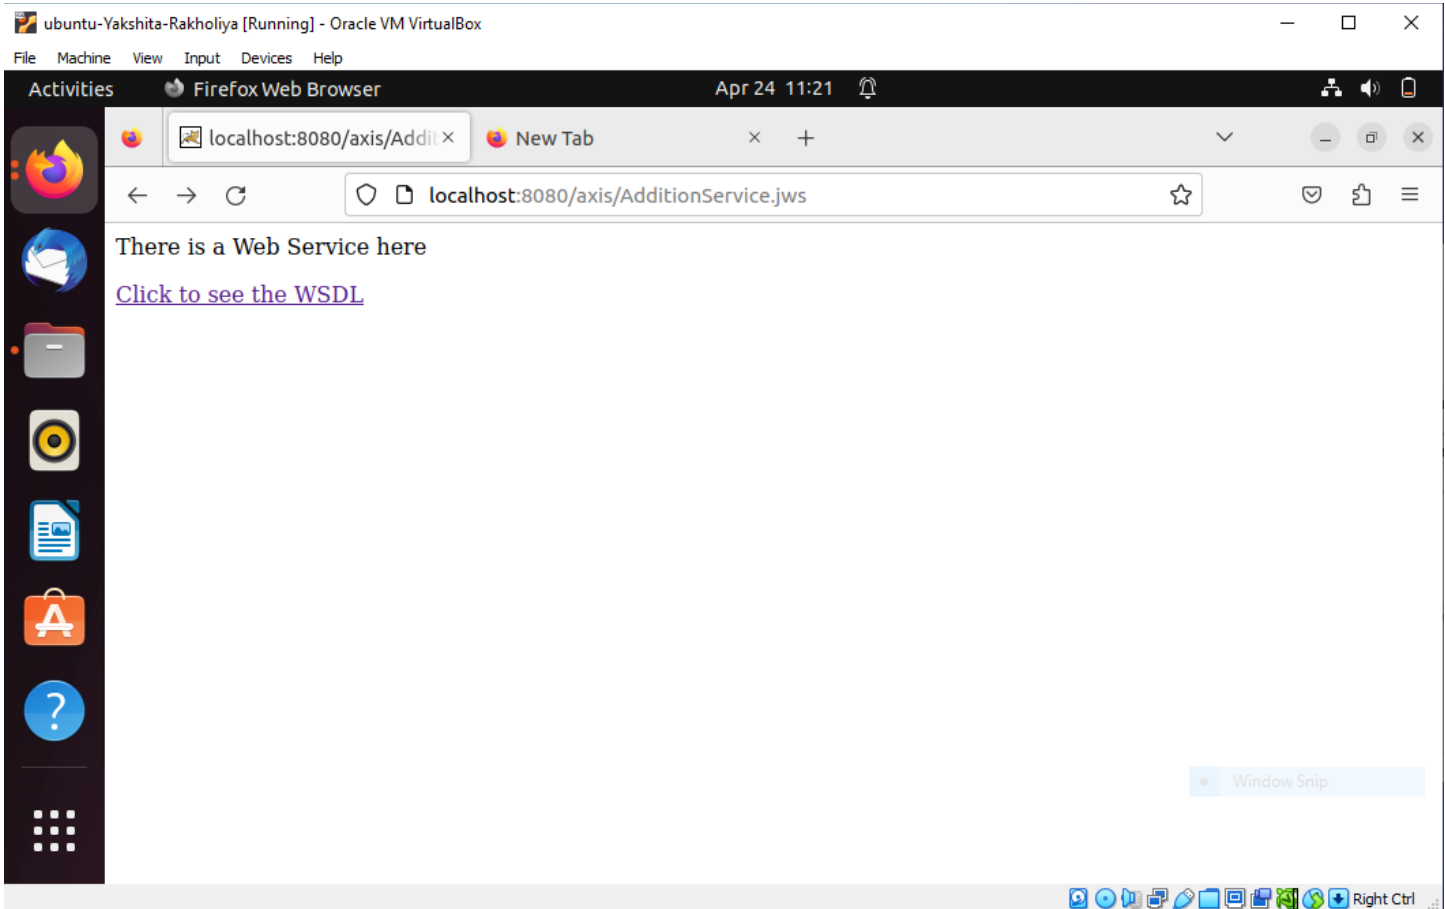 ubuntu-Yakshita-Rakholiya [Running] - Oracle VM VirtualBox
File Machine View Input Devices Help
Activities Firefox Web Browser Apr 24 11:21
localhost:8080/axis/Addit New Tab
localhost:8080/axis/AdditionService.jws
There is a Web Service here
Click to see the WSDL
Window Snip
Right Ctrl